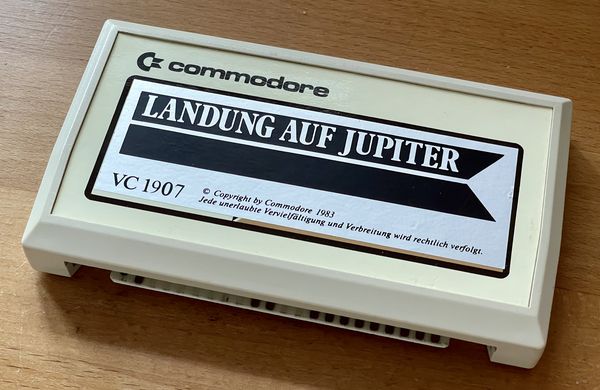 commodore
LANDUNG AUF JUPITER
VC 1907
© Copyright by Commodore 1983
Jede unerlaubte Vervielfältigung und Verbreitung wird rechtlich verfolgt.